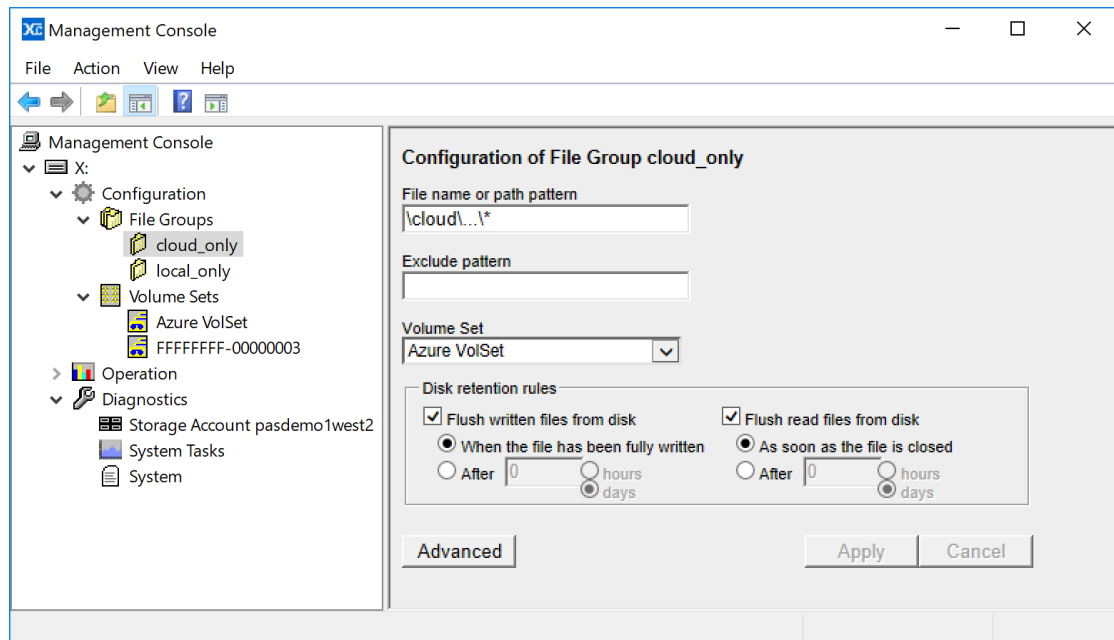 XC Management Console
File Action View Help
Management Console
X:
Configuration
File Groups
cloud_only
local_only
Volume Sets
Azure VolSet
FFFFFFFF-00000003
Operation
Diagnostics
Storage Account pasdemo1west2
System Tasks
System
Configuration of File Group cloud_only
File name or path pattern
\cloud\...\*
Exclude pattern
Volume Set
Azure VolSet
Disk retention rules
Flush written files from disk
When the file has been fully written
After 0 hours
days
Flush read files from disk
As soon as the file is closed
After 0 hours
days
Advanced
Apply Cancel